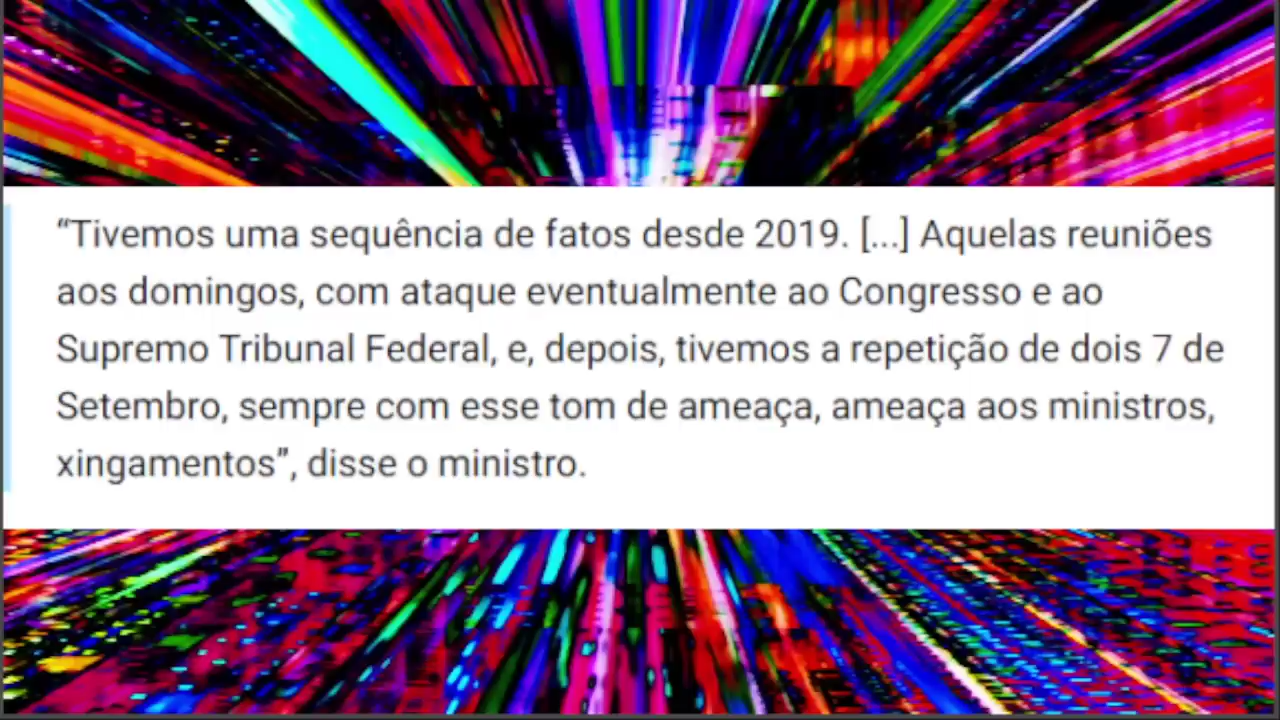 “Tivemos uma sequência de fatos desde 2019. [...] Aquelas reuniões
aos domingos, com ataque eventualmente ao Congresso e ao
Supremo Tribunal Federal, e, depois, tivemos a repetição de dois 7 de
Setembro, sempre com esse tom de ameaça, ameaça aos ministros,
xingamentos”, disse o ministro.